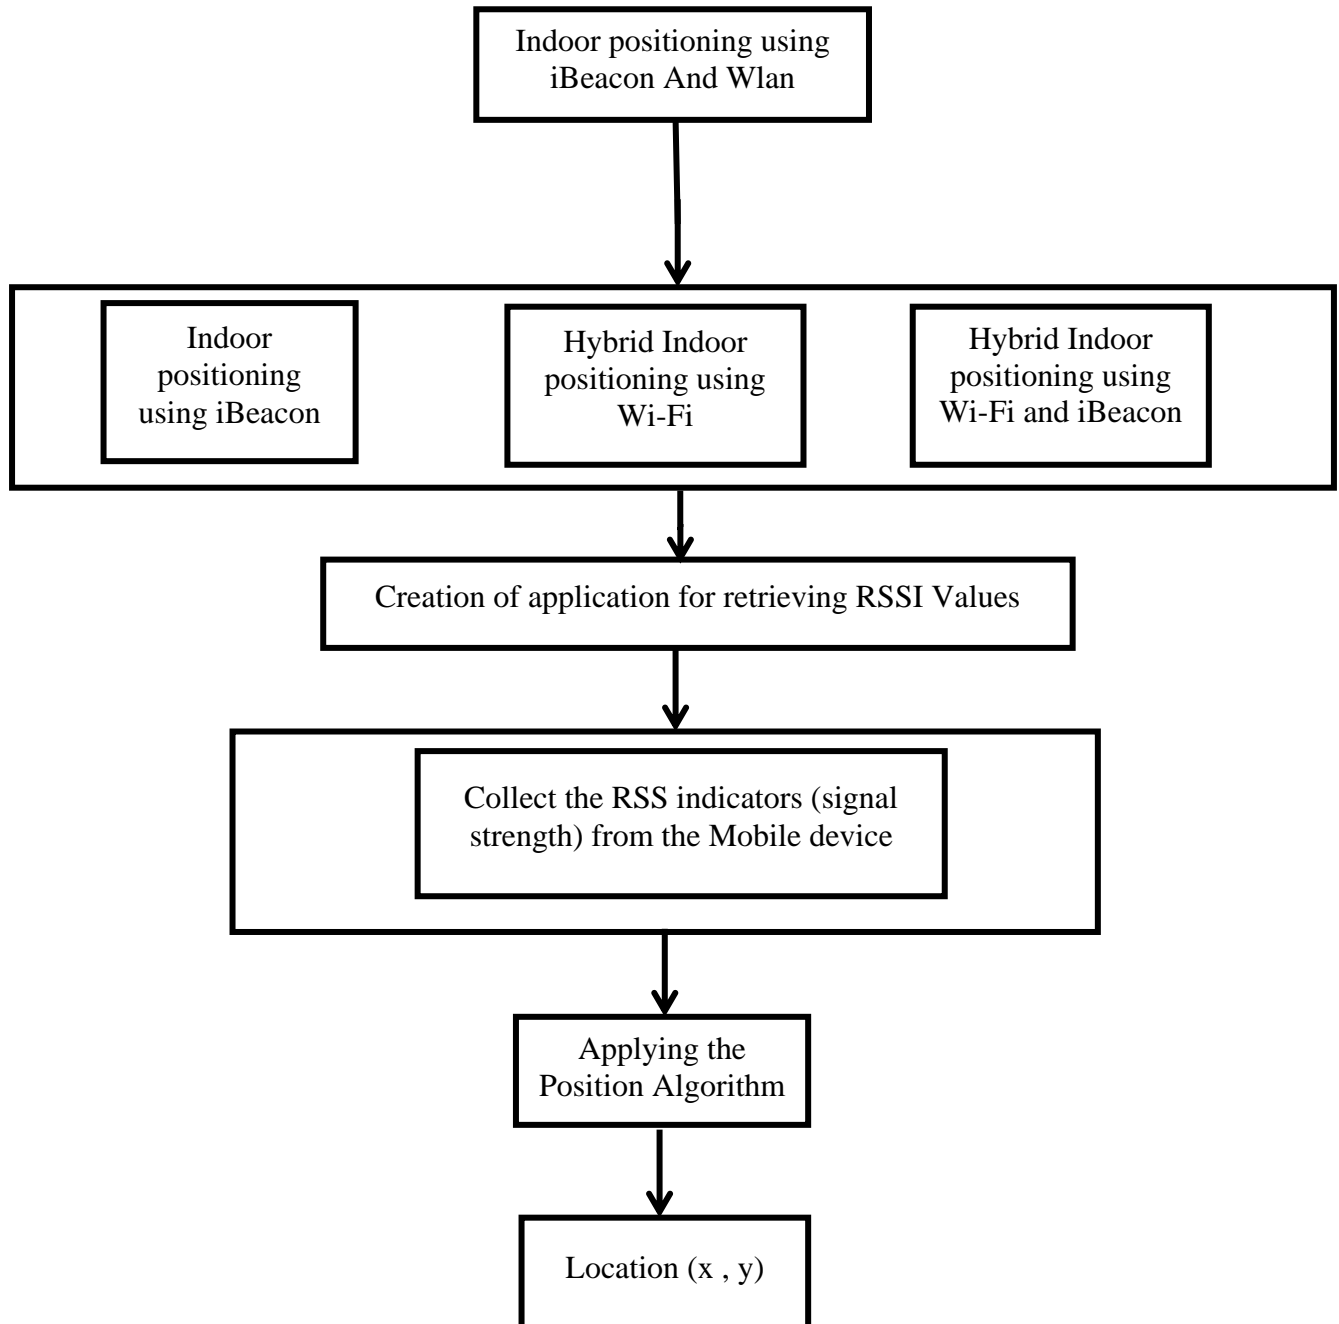 Indoor positioning using
iBeacon And Wlan
Indoor
positioning
using iBeacon
Hybrid Indoor
positioning using
Wi-Fi
Hybrid Indoor
positioning using
Wi-Fi and iBeacon
Creation of application for retrieving RSSI Values
Collect the RSS indicators (signal
strength) from the Mobile device
Applying the
Position Algorithm
Location (x , y)